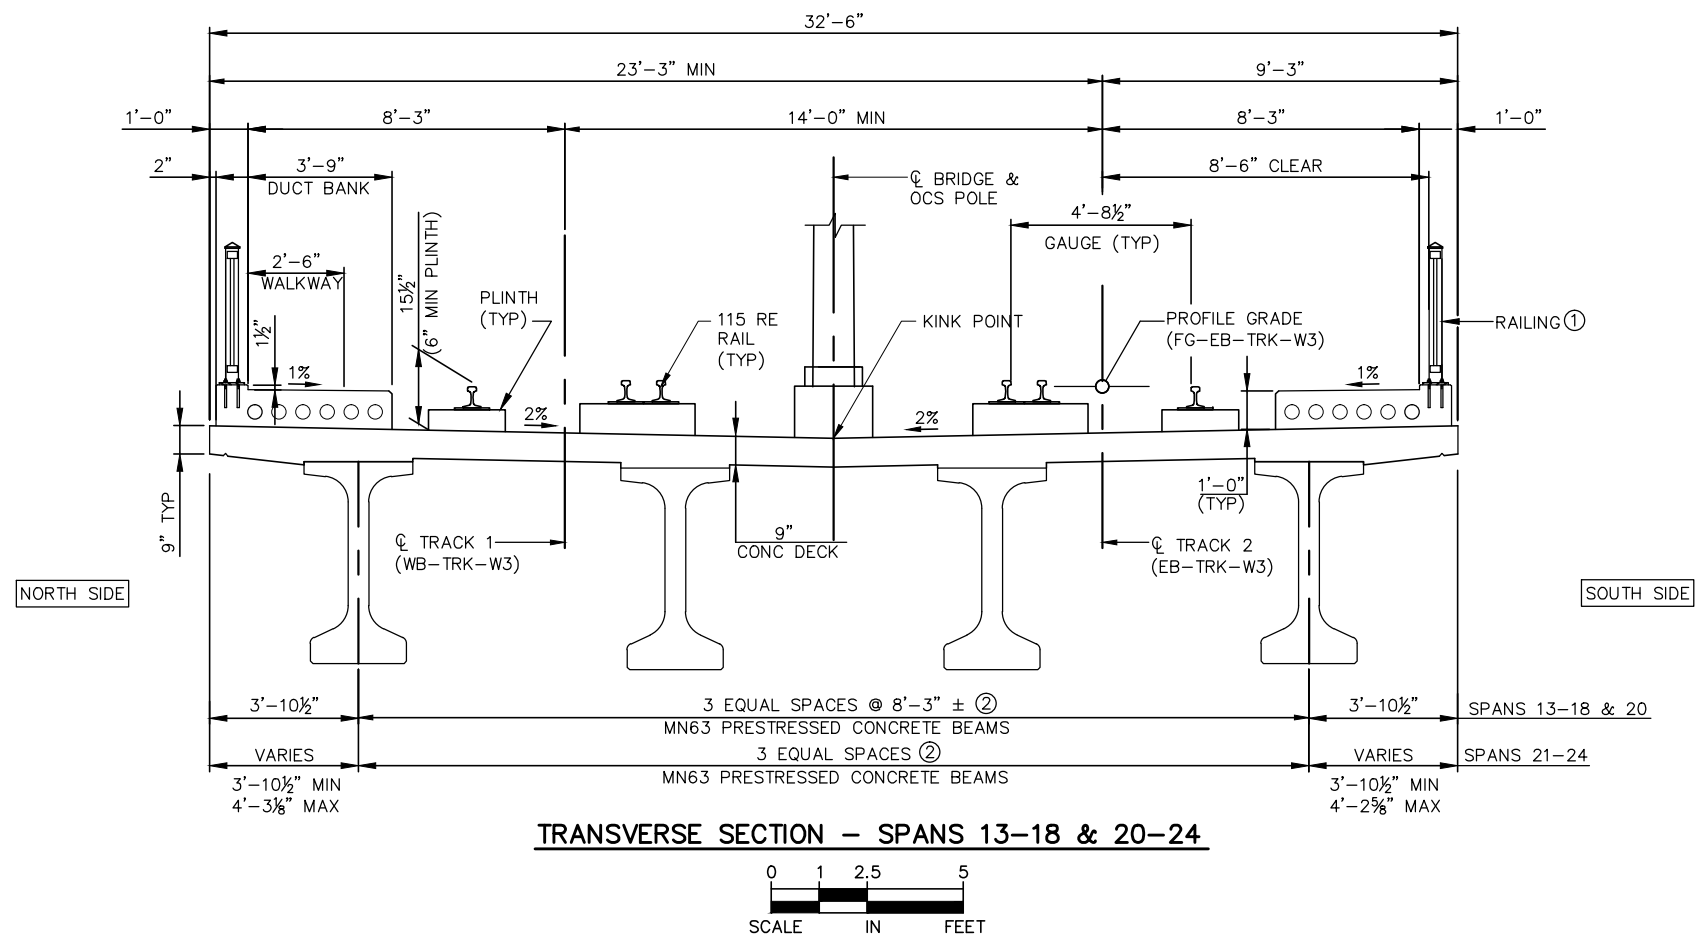 32'-6"
23'-3" MIN
9'-3"
1'-0"
8'-3"
14'-0" MIN
8'-3"
1'-0"
2"
3'-9"
DUCT BANK
℄ BRIDGE &
OCS POLE
8'-6" CLEAR
4'-8½"
GAUGE (TYP)
2'-6"
WALKWAY
15½"
(6" MIN PLINTH)
1½"
PLINTH
(TYP)
115 RE
RAIL
(TYP)
KINK POINT
PROFILE GRADE
(FG-EB-TRK-W3)
RAILING ①
1%
1%
2%
2%
9" TYP
1'-0"
(TYP)
9"
CONC DECK
℄ TRACK 1
(WB-TRK-W3)
℄ TRACK 2
(EB-TRK-W3)
NORTH SIDE
SOUTH SIDE
3'-10½"
3 EQUAL SPACES @ 8'-3" ± ②
MN63 PRESTRESSED CONCRETE BEAMS
3'-10½"
SPANS 13-18 & 20
VARIES
3'-10½" MIN
4'-3⅛" MAX
3 EQUAL SPACES ②
MN63 PRESTRESSED CONCRETE BEAMS
VARIES
3'-10½" MIN
4'-2⅝" MAX
SPANS 21-24
TRANSVERSE SECTION - SPANS 13-18 & 20-24
0 1 2.5 5
SCALE IN FEET